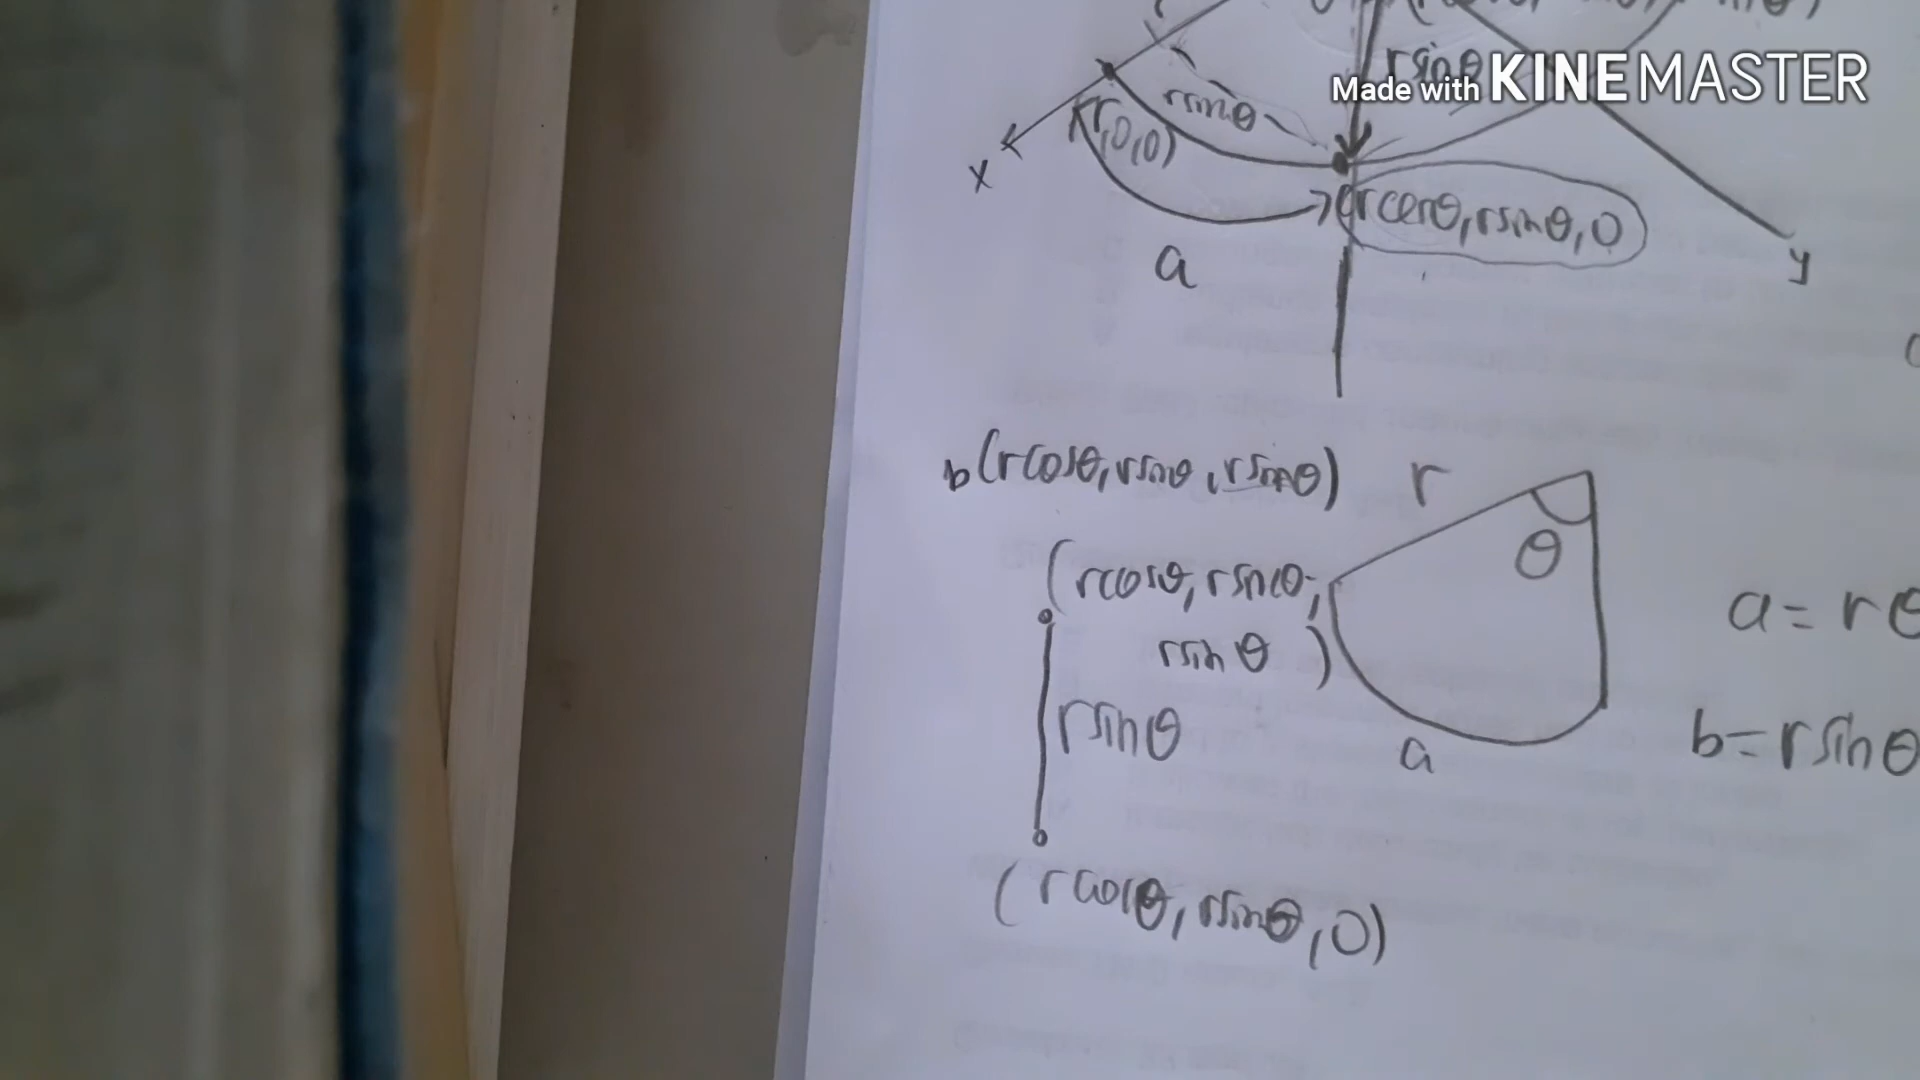 rsinθ
Made with KINEMASTER
rsinθ
(r,0,0)
x
(rcosθ, rsinθ, 0
y
a
b(rcosθ, rsinθ, rsinθ)
r
θ
(rcosθ, rsinθ,
rsinθ)
a = rθ
rsinθ
b = rsinθ
a
(rcosθ, rsinθ, 0)